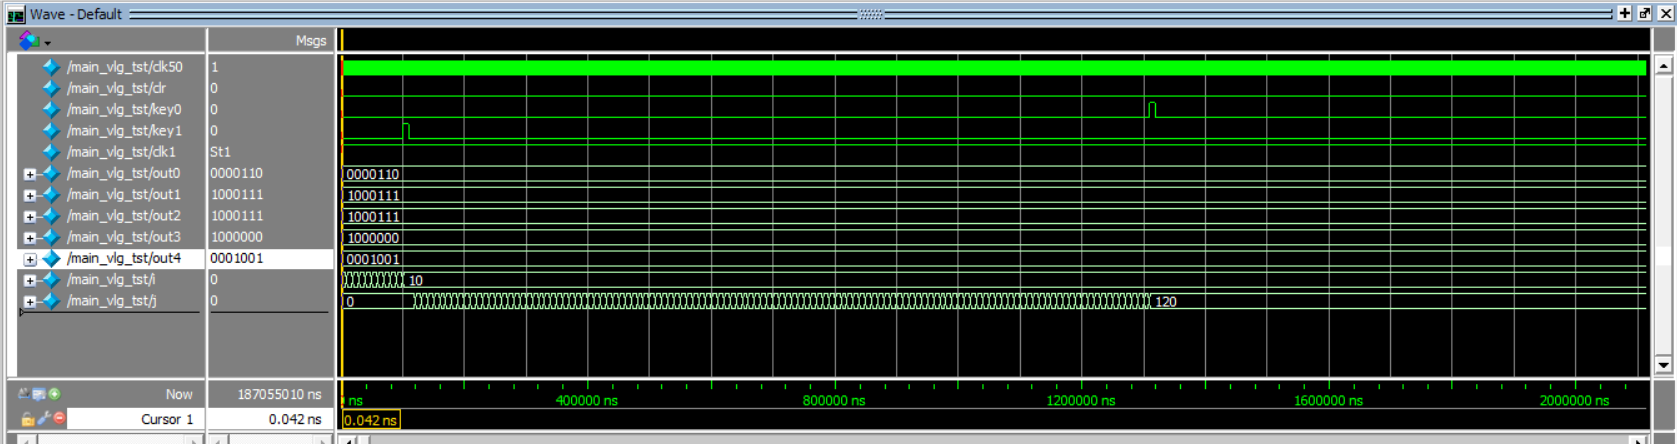 Wave - Default
Msgs
/main_vlg_tst/clk50 1
/main_vlg_tst/clr 0
/main_vlg_tst/key0 0
/main_vlg_tst/key1 0
/main_vlg_tst/clk1 St1
/main_vlg_tst/out0 0000110 0000110
/main_vlg_tst/out1 1000111 1000111
/main_vlg_tst/out2 1000111 1000111
/main_vlg_tst/out3 1000000 1000000
/main_vlg_tst/out4 0001001 0001001
/main_vlg_tst/i 0 10
/main_vlg_tst/j 0 0 120
Now 187055010 ns ns 400000 ns 800000 ns 1200000 ns 1600000 ns 2000000 ns
Cursor 1 0.042 ns 0.042 ns